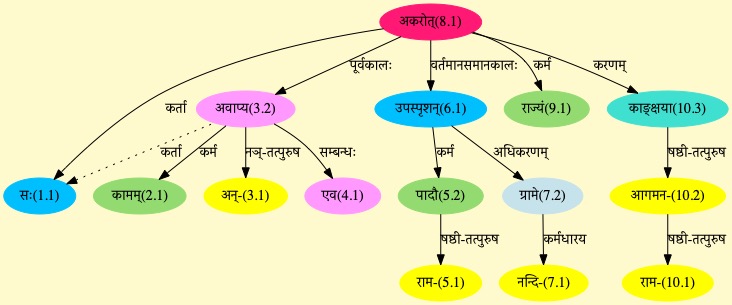 अकरोत्(8.1)
पूर्वकालः वर्तमानसमानकालः कर्म करणम्
कर्ता अवाप्य(3.2) उपस्पृशन्(6.1) राज्यं(9.1) काङ्क्षया(10.3)
कर्ता कर्म नञ्-तत्पुरुष सम्बन्धः कर्म अधिकरणम् षष्ठी-तत्पुरुष
सः(1.1) कामम्(2.1) अन्-(3.1) एव(4.1) पादौ(5.2) ग्रामे(7.2) आगमन-(10.2)
षष्ठी-तत्पुरुष कर्मधारय षष्ठी-तत्पुरुष
राम-(5.1) नन्दि-(7.1) राम-(10.1)